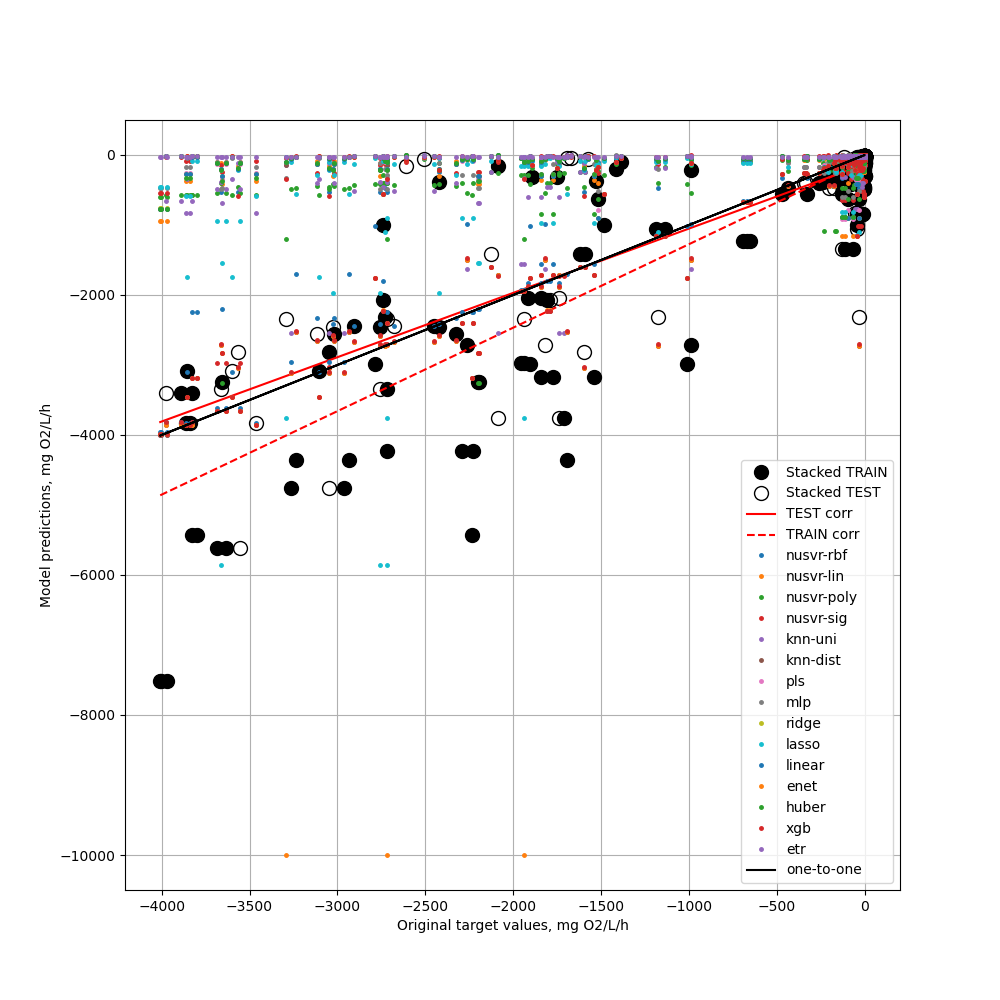 0
−2000
−4000
−6000
−8000
−10000
Model predictions, mg O2/L/h
−4000 −3500 −3000 −2500 −2000 −1500 −1000 −500 0
Original target values, mg O2/L/h
Stacked TRAIN
Stacked TEST
TEST corr
TRAIN corr
nusvr-rbf
nusvr-lin
nusvr-poly
nusvr-sig
knn-uni
knn-dist
pls
mlp
ridge
lasso
linear
enet
huber
xgb
etr
one-to-one